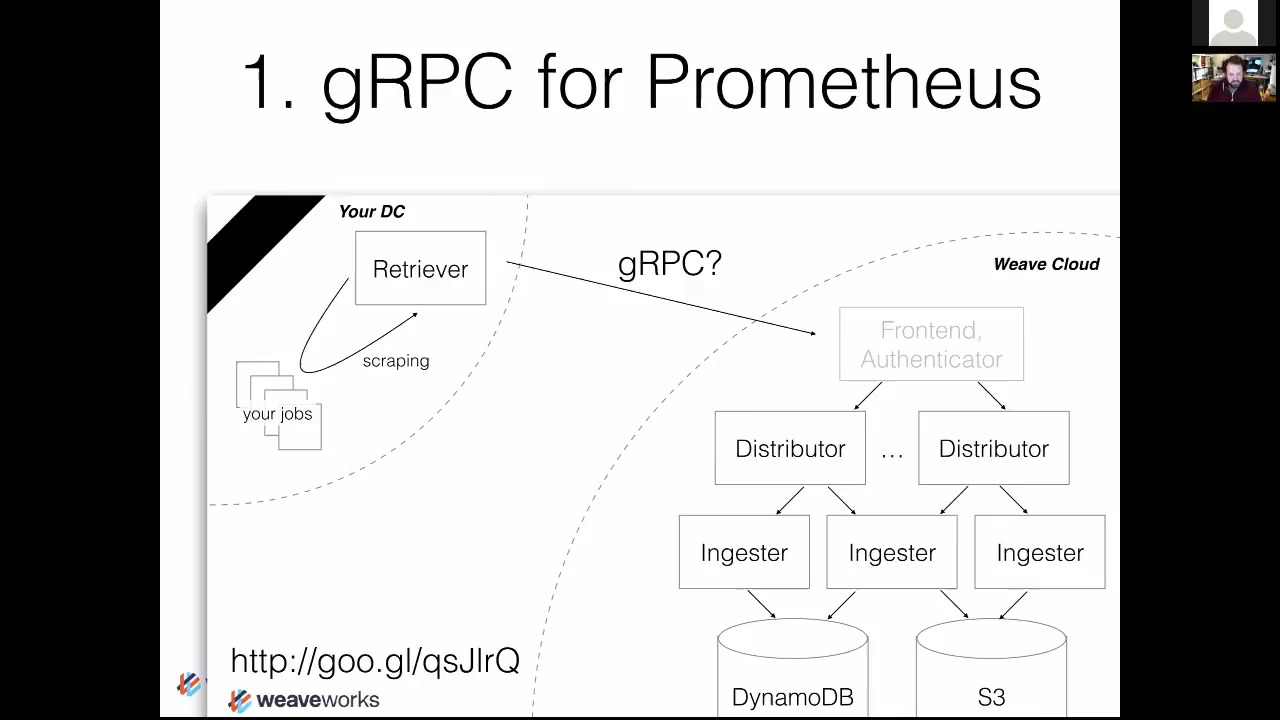 1. gRPC for Prometheus
Your DC
Retriever
gRPC?
Weave Cloud
Frontend,
Authenticator
scraping
your jobs
Distributor
...
Distributor
Ingester
Ingester
Ingester
http://goo.gl/qsJlrQ
DynamoDB
S3
weaveworks